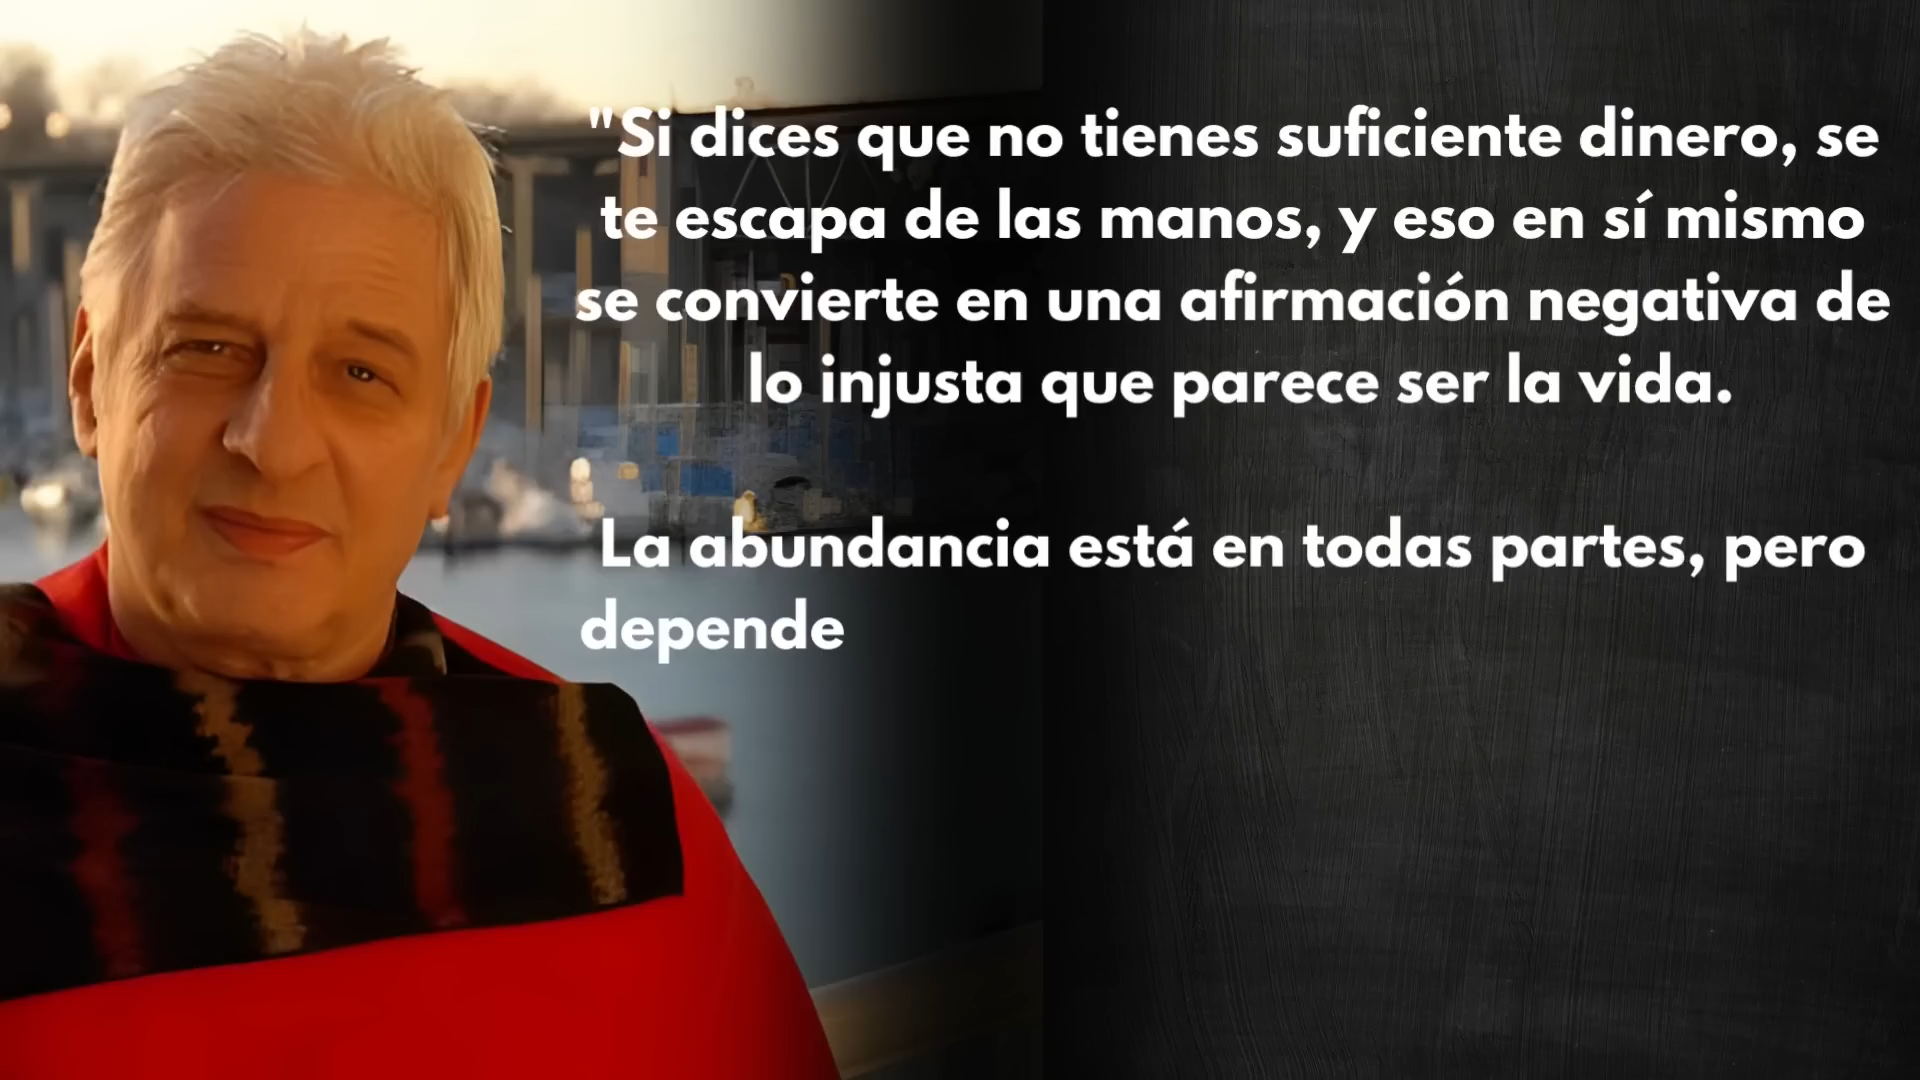 "Si dices que no tienes suficiente dinero, se
te escapa de las manos, y eso en sí mismo
se convierte en una afirmación negativa de
lo injusta que parece ser la vida.
La abundancia está en todas partes, pero
depende